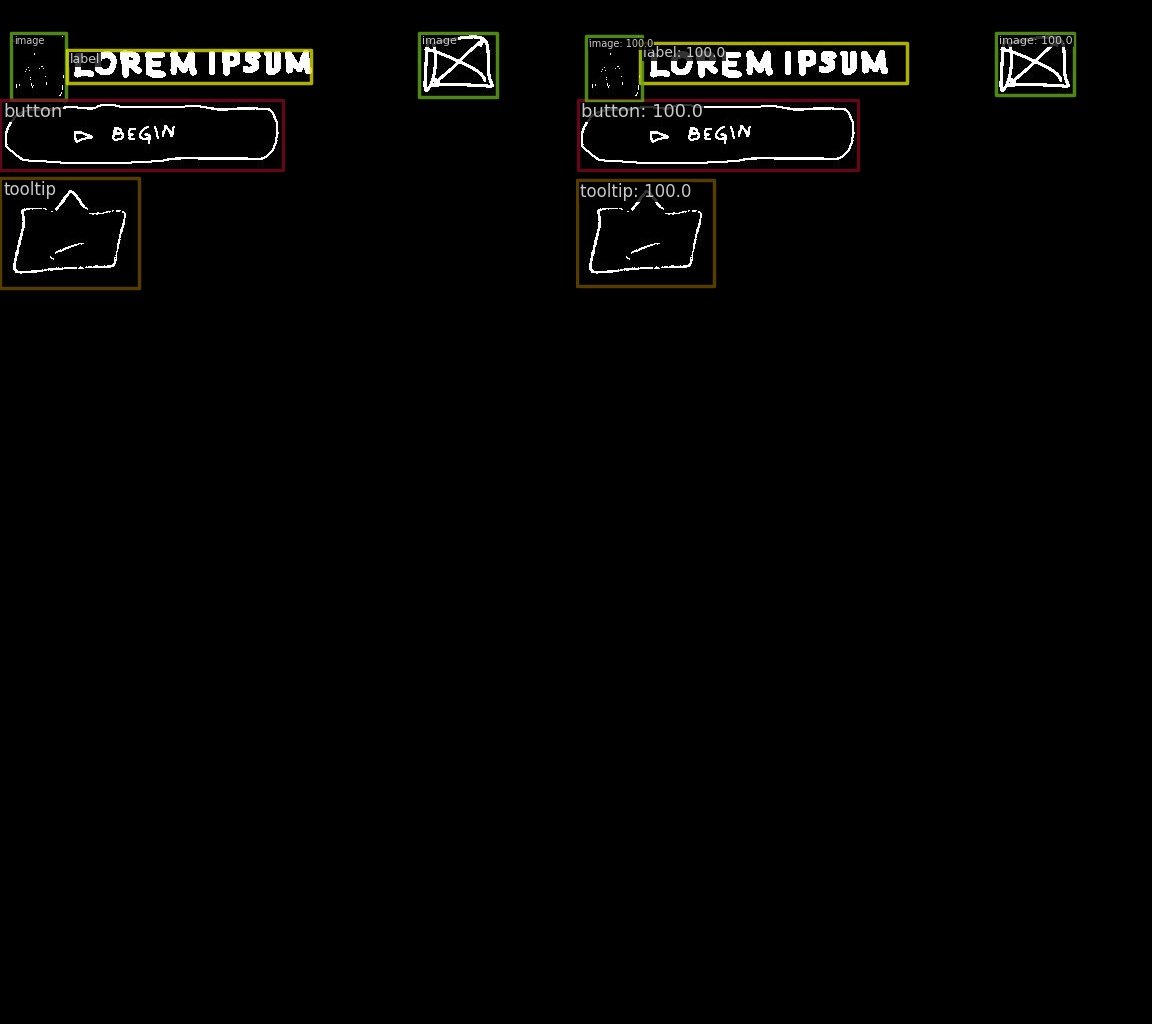 image image image: 100.0 image: 100.0
label LOREM IPSUM label: 100.0 LOREM IPSUM
button button: 100.0
BEGIN BEGIN
tooltip tooltip: 100.0